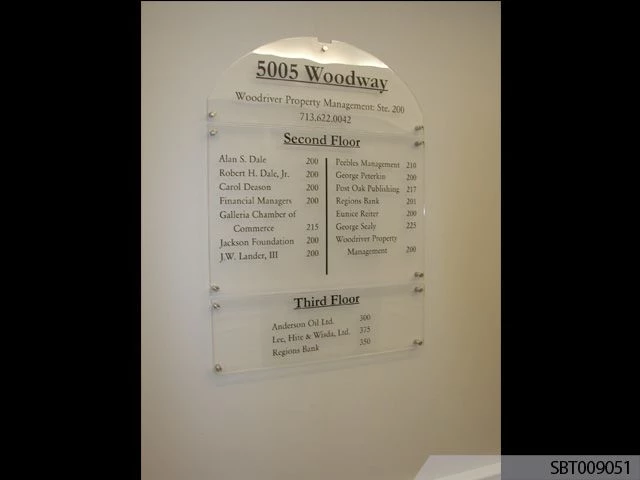 5005 Woodway
Woodriver Property Management: Ste. 200
713.622.0042
Second Floor
Alan S. Dale 200
Robert H. Dale, Jr. 200
Carol Deason 200
Financial Managers 200
Galleria Chamber of
Commerce 215
Jackson Foundation 200
J.W. Lander, III 200
Peebles Management 210
George Peterkin 200
Post Oak Publishing 217
Regions Bank 201
Eunice Reiter 200
George Sealy 225
Woodriver Property
Management 200
Third Floor
Anderson Oil Ltd. 300
Lee, Hite & Wisda, Ltd. 375
Regions Bank 350
SBT009051